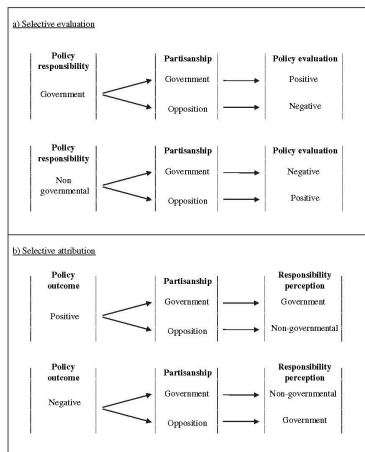 a) Selective evaluation
Policy responsibility
Partisanship
Policy evaluation
Government
Government
Positive
Opposition
Negative
Policy responsibility
Partisanship
Policy evaluation
Non governmental
Government
Negative
Opposition
Positive
b) Selective attribution
Policy outcome
Partisanship
Responsibility perception
Positive
Government
Government
Opposition
Non-governmental
Policy outcome
Partisanship
Responsibility perception
Negative
Government
Non-governmental
Opposition
Government